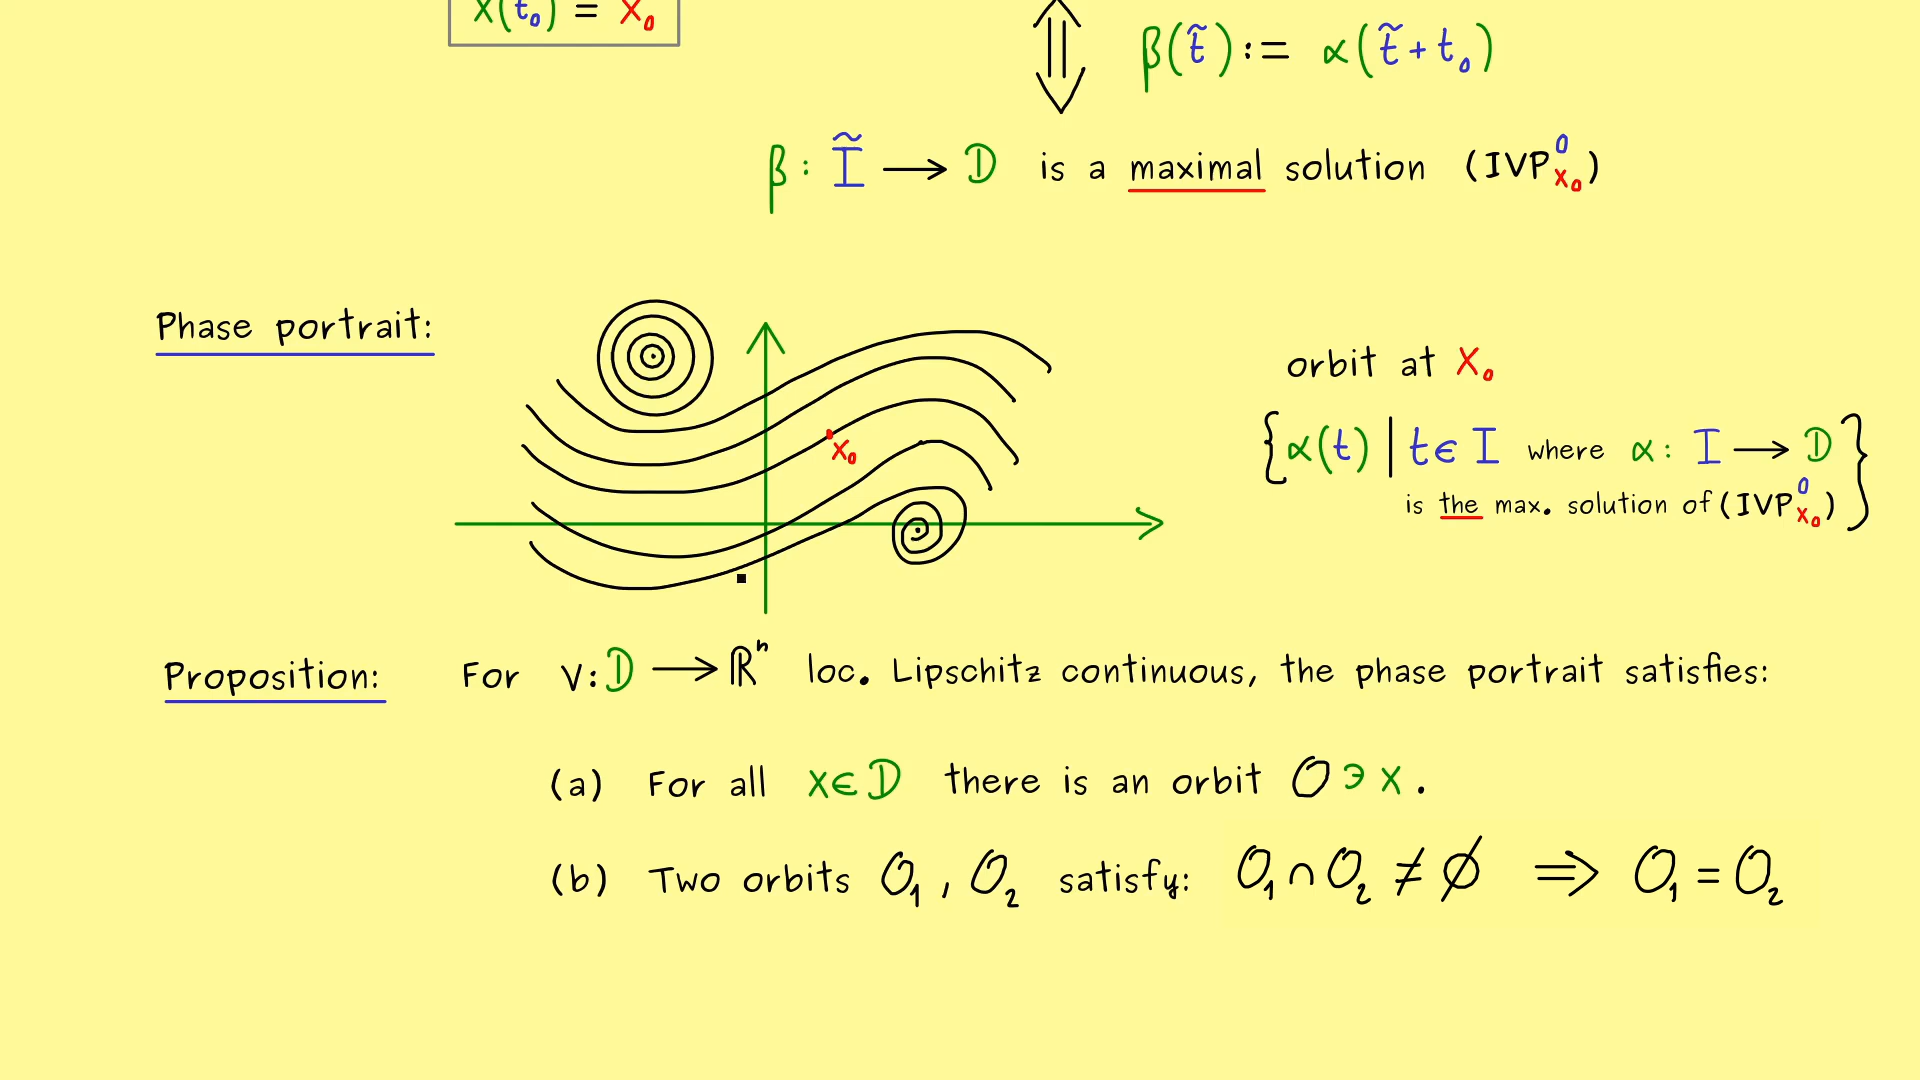 x(t₀) = x₀
β(t̃) := α(t̃ + t₀)
β : Ĩ ⟶ D is a maximal solution (IVP⁰ₓ₀)
Phase portrait:
x₀
orbit at x₀
{α(t) | t ∈ I where α : I ⟶ D
is the max. solution of (IVP⁰ₓ₀)}
Proposition: For v : D ⟶ ℝⁿ loc. Lipschitz continuous, the phase portrait satisfies:
(a) For all x ∈ D there is an orbit O ∋ x.
(b) Two orbits O₁, O₂ satisfy: O₁ ∩ O₂ ≠ ∅ ⟹ O₁ = O₂